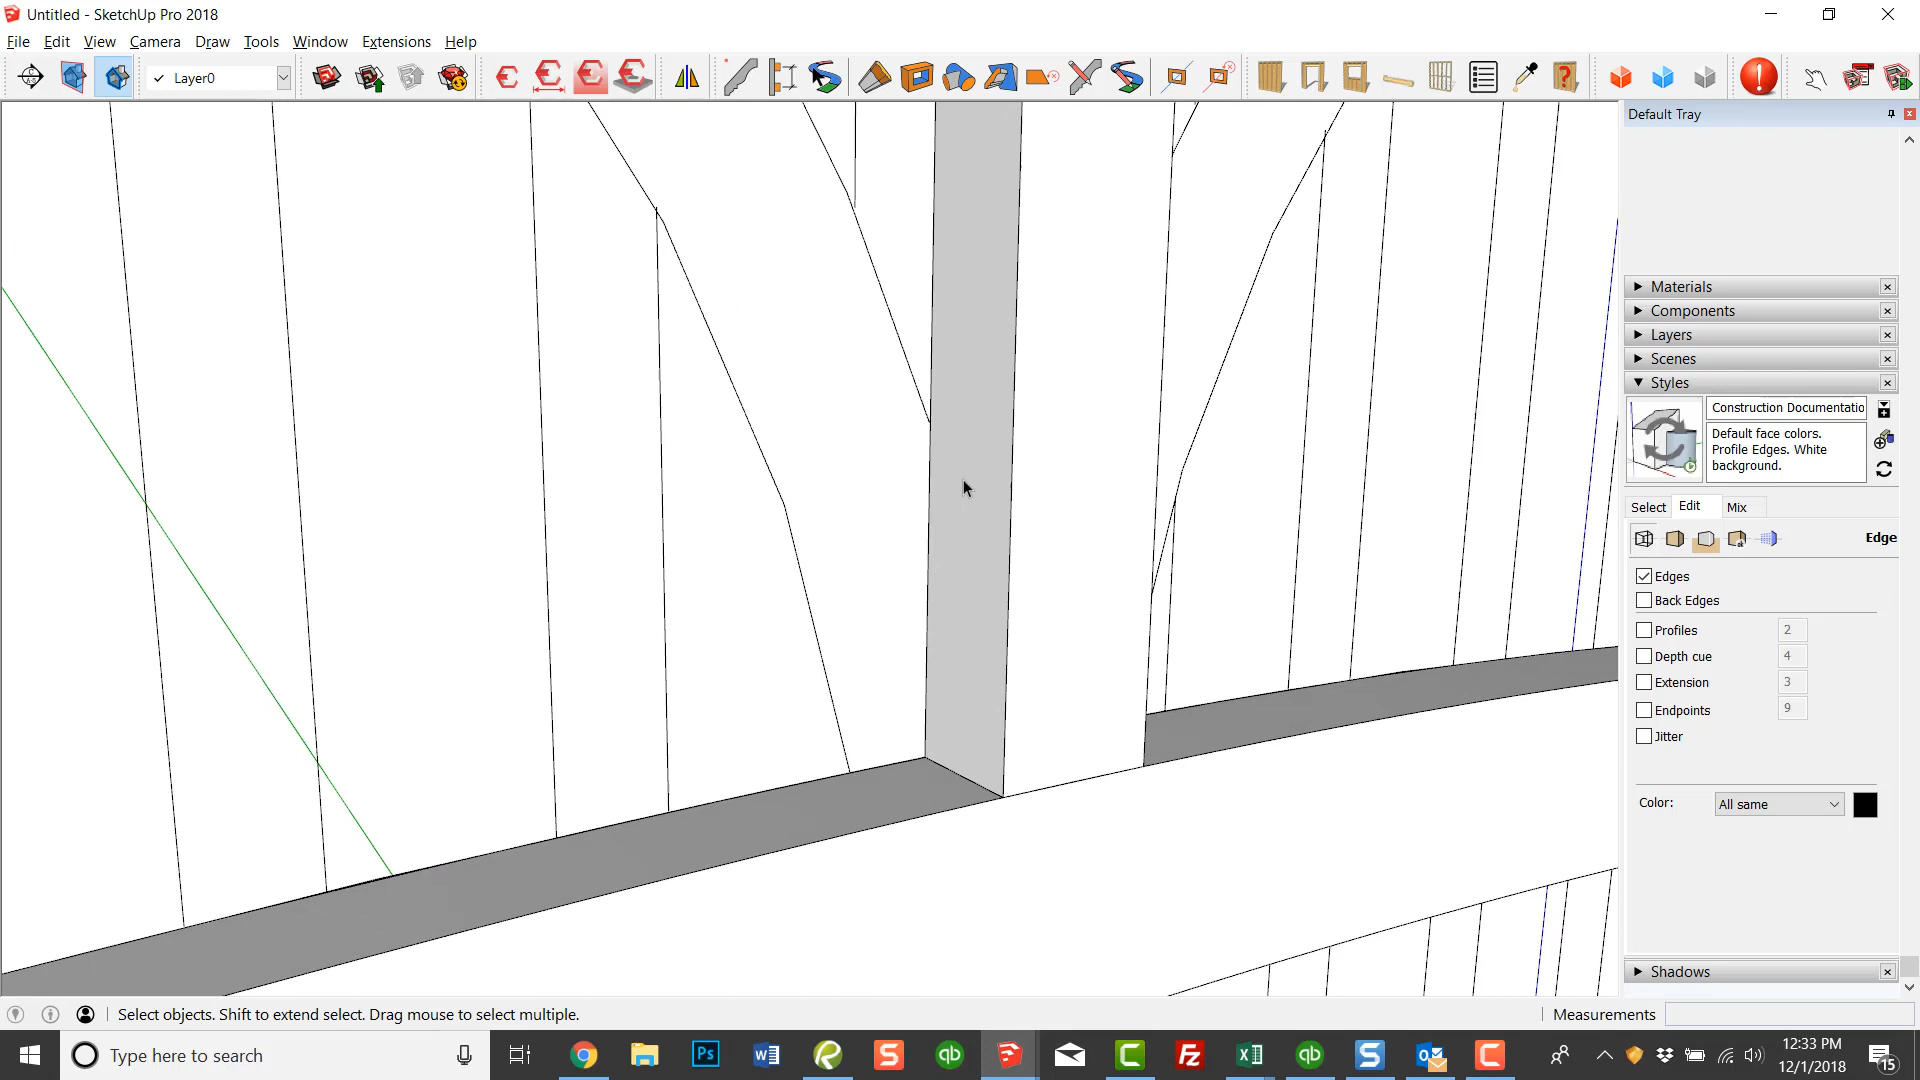 Untitled - SketchUp Pro 2018
File Edit View Camera Draw Tools Window Extensions Help
Layer0
Default Tray
Materials
Components
Layers
Scenes
Styles
Construction Documentatio
Default face colors.
Profile Edges. White
background.
Select Edit Mix
Edge
Edges
Back Edges
Profiles 2
Depth cue 4
Extension 3
Endpoints 9
Jitter
Color: All same
Shadows
Select objects. Shift to extend select. Drag mouse to select multiple.
Measurements
Type here to search
12:33 PM
12/1/2018
15